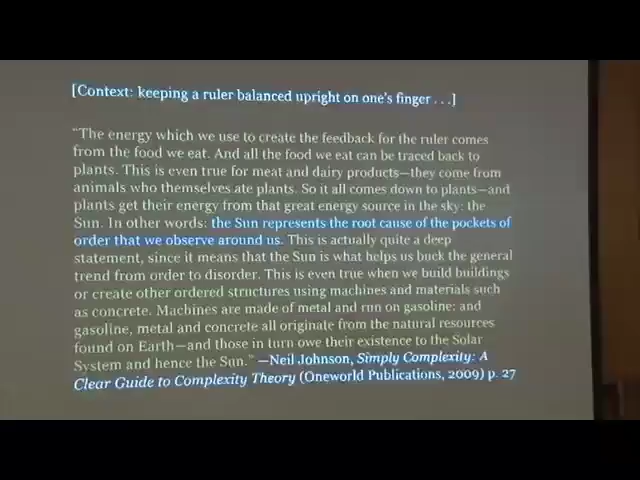 [Context: keeping a ruler balanced upright on one's finger . . .]
"The energy which we use to create the feedback for the ruler comes
from the food we eat. And all the food we eat can be traced back to
plants. This is even true for meat and dairy products—they come from
animals who themselves ate plants. So it all comes down to plants—and
plants get their energy from that great energy source in the sky: the
Sun. In other words: the Sun represents the root cause of the pockets of
order that we observe around us. This is actually quite a deep
statement, since it means that the Sun is what helps us buck the general
trend from order to disorder. This is even true when we build buildings
or create other ordered structures using machines and materials such
as concrete. Machines are made of metal and run on gasoline: and
gasoline, metal and concrete all originate from the natural resources
found on Earth—and those in turn owe their existence to the Solar
System and hence the Sun." —Neil Johnson, Simply Complexity: A
Clear Guide to Complexity Theory (Oneworld Publications, 2009) p. 27